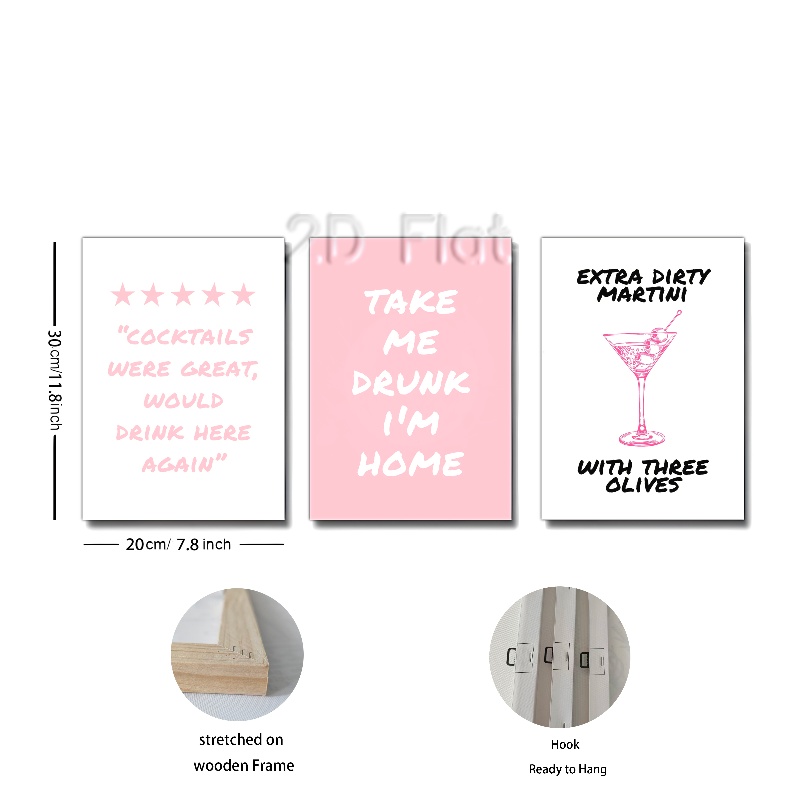 2D Flat
★★★★★
"COCKTAILS
WERE GREAT,
WOULD
DRINK HERE
AGAIN"
TAKE
ME
DRUNK
I'M
HOME
EXTRA DIRTY
MARTINI
WITH THREE
OLIVES
30cm/11.8inch
20cm/ 7.8 inch
stretched on
wooden Frame
Hook
Ready to Hang